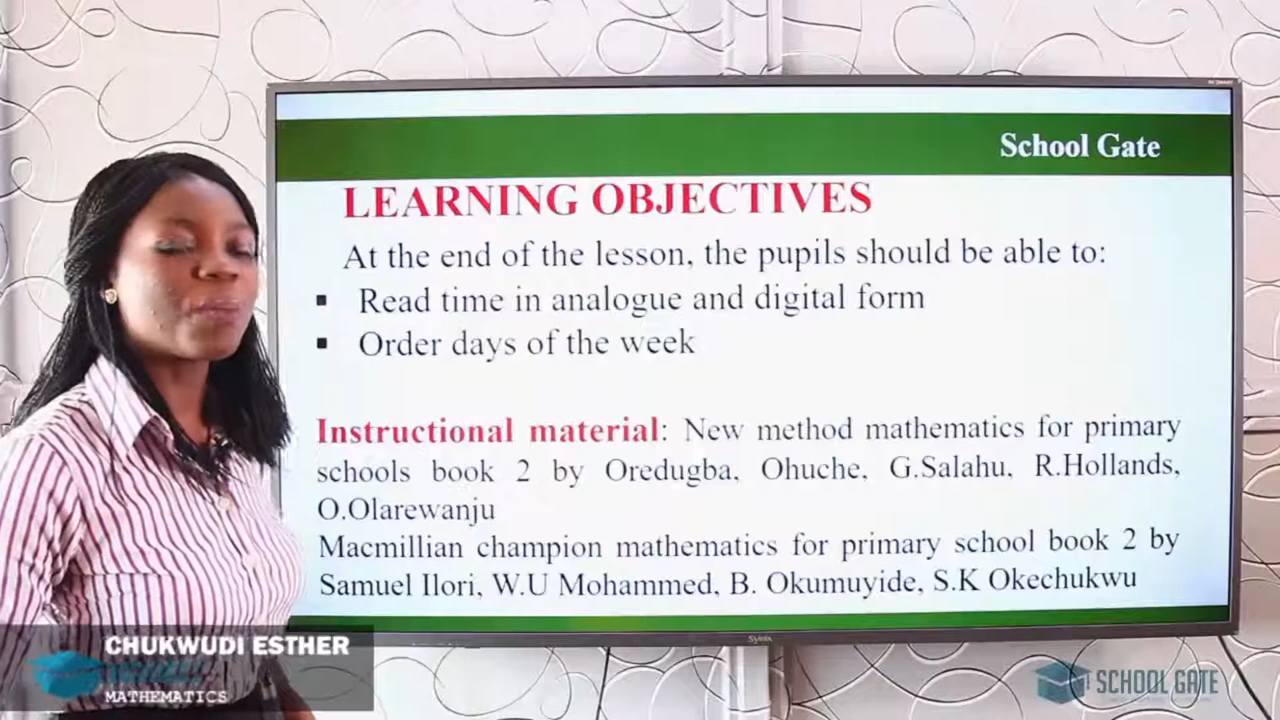 School Gate
LEARNING OBJECTIVES
At the end of the lesson, the pupils should be able to:
▪ Read time in analogue and digital form
▪ Order days of the week
Instructional material: New method mathematics for primary
schools book 2 by Oredugba, Ohuche, G.Salahu, R.Hollands,
O.Olarewanju
Macmillian champion mathematics for primary school book 2 by
Samuel Ilori, W.U Mohammed, B. Okumuyide, S.K Okechukwu
CHUKWUDI ESTHER
MATHEMATICS
SCHOOL GATE